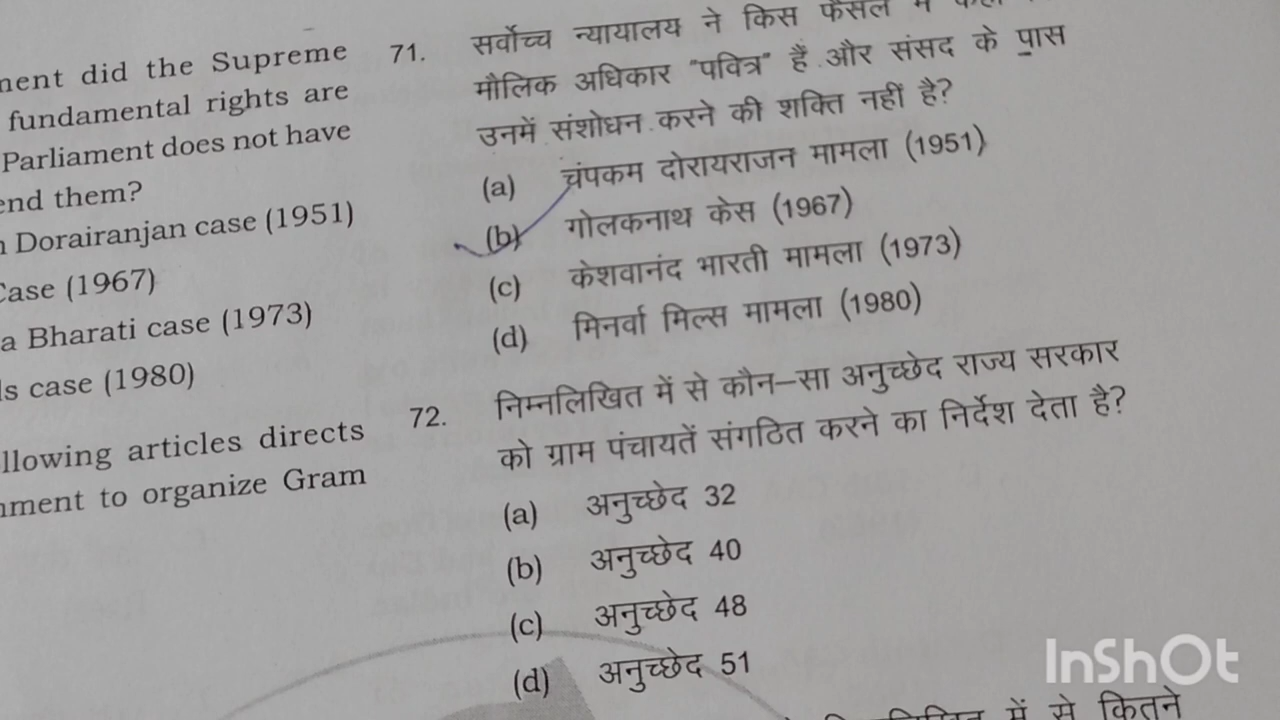 ment did the Supreme
fundamental rights are
Parliament does not have
end them?
Dorairanjan case (1951)
Case (1967)
a Bharati case (1973)
ls case (1980)
llowing articles directs
nment to organize Gram
71. सर्वोच्च न्यायालय ने किस फैसले में
मौलिक अधिकार "पवित्र" हैं और संसद के पास
उनमें संशोधन करने की शक्ति नहीं है?
(a) चंपकम दोरायराजन मामला (1951)
(b) गोलकनाथ केस (1967)
(c) केशवानंद भारती मामला (1973)
(d) मिनर्वा मिल्स मामला (1980)
72. निम्नलिखित में से कौन-सा अनुच्छेद राज्य सरकार
को ग्राम पंचायतें संगठित करने का निर्देश देता है?
(a) अनुच्छेद 32
(b) अनुच्छेद 40
(c) अनुच्छेद 48
(d) अनुच्छेद 51
में से कितने
InShOt